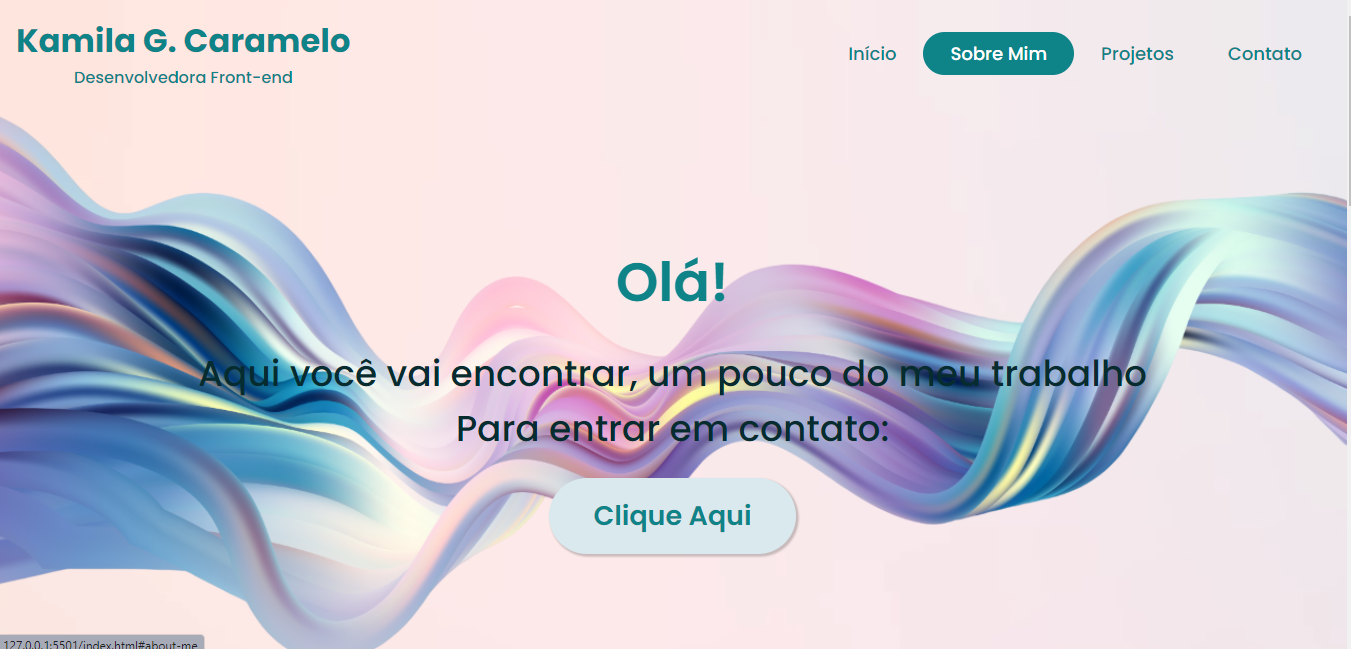 Kamila G. Caramelo
Desenvolvedora Front-end
Início Sobre Mim Projetos Contato
Olá!
Aqui você vai encontrar, um pouco do meu trabalho
Para entrar em contato:
Clique Aqui
127.0.0.1:5501/index.html#about-me